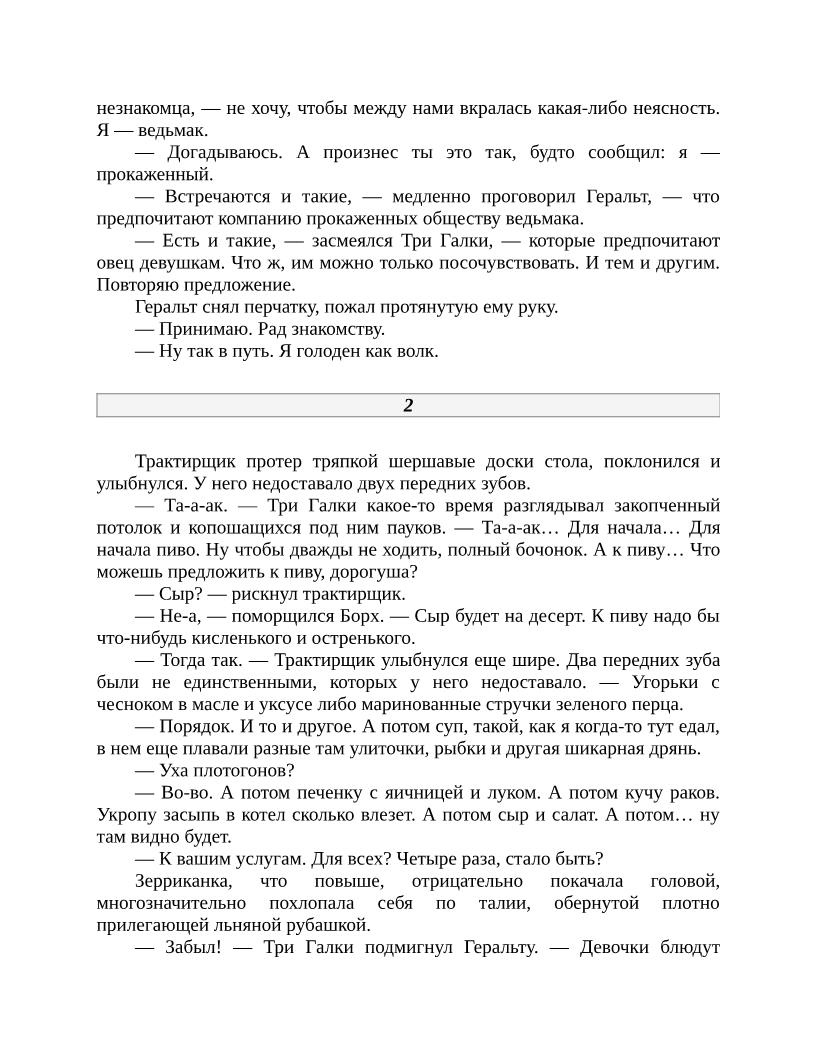 незнакомца, — не хочу, чтобы между нами вкралась какая-либо неясность.
Я — ведьмак.
— Догадываюсь. А произнес ты это так, будто сообщил: я —
прокаженный.
— Встречаются и такие, — медленно проговорил Геральт, — что
предпочитают компанию прокаженных обществу ведьмака.
— Есть и такие, — засмеялся Три Галки, — которые предпочитают
овец девушкам. Что ж, им можно только посочувствовать. И тем и другим.
Повторяю предложение.
Геральт снял перчатку, пожал протянутую ему руку.
— Принимаю. Рад знакомству.
— Ну так в путь. Я голоден как волк.
2
Трактирщик протер тряпкой шершавые доски стола, поклонился и
улыбнулся. У него недоставало двух передних зубов.
— Та-а-ак. — Три Галки какое-то время разглядывал закопченный
потолок и копошащихся под ним пауков. — Та-а-ак… Для начала… Для
начала пиво. Ну чтобы дважды не ходить, полный бочонок. А к пиву… Что
можешь предложить к пиву, дорогуша?
— Сыр? — рискнул трактирщик.
— Не-а, — поморщился Борх. — Сыр будет на десерт. К пиву надо бы
что-нибудь кисленького и остренького.
— Тогда так. — Трактирщик улыбнулся еще шире. Два передних зуба
были не единственными, которых у него недоставало. — Угорьки с
чесноком в масле и уксусе либо маринованные стручки зеленого перца.
— Порядок. И то и другое. А потом суп, такой, как я когда-то тут едал,
в нем еще плавали разные там улиточки, рыбки и другая шикарная дрянь.
— Уха плотогонов?
— Во-во. А потом печенку с яичницей и луком. А потом кучу раков.
Укропу засыпь в котел сколько влезет. А потом сыр и салат. А потом… ну
там видно будет.
— К вашим услугам. Для всех? Четыре раза, стало быть?
Зерриканка, что повыше, отрицательно покачала головой,
многозначительно похлопала себя по талии, обернутой плотно
прилегающей льняной рубашкой.
— Забыл! — Три Галки подмигнул Геральту. — Девочки блюдут